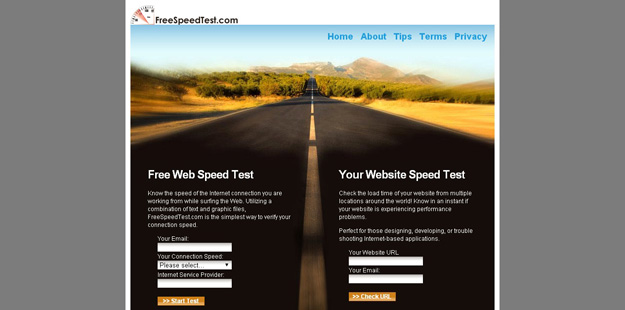 FreeSpeedTest.com
Home About Tips Terms Privacy
Free Web Speed Test
Know the speed of the Internet connection you are
working from while surfing the Web. Utilizing a
combination of text and graphic files,
FreeSpeedTest.com is the simplest way to verify your
connection speed.
Your Email:
Your Connection Speed:
Please select...
Internet Service Provider:
>> Start Test
Your Website Speed Test
Check the load time of your website from multiple
locations around the world! Know in an instant if
your website is experiencing performance
problems.
Perfect for those designing, developing, or trouble
shooting Internet-based applications.
Your Website URL
Your Email:
>> Check URL